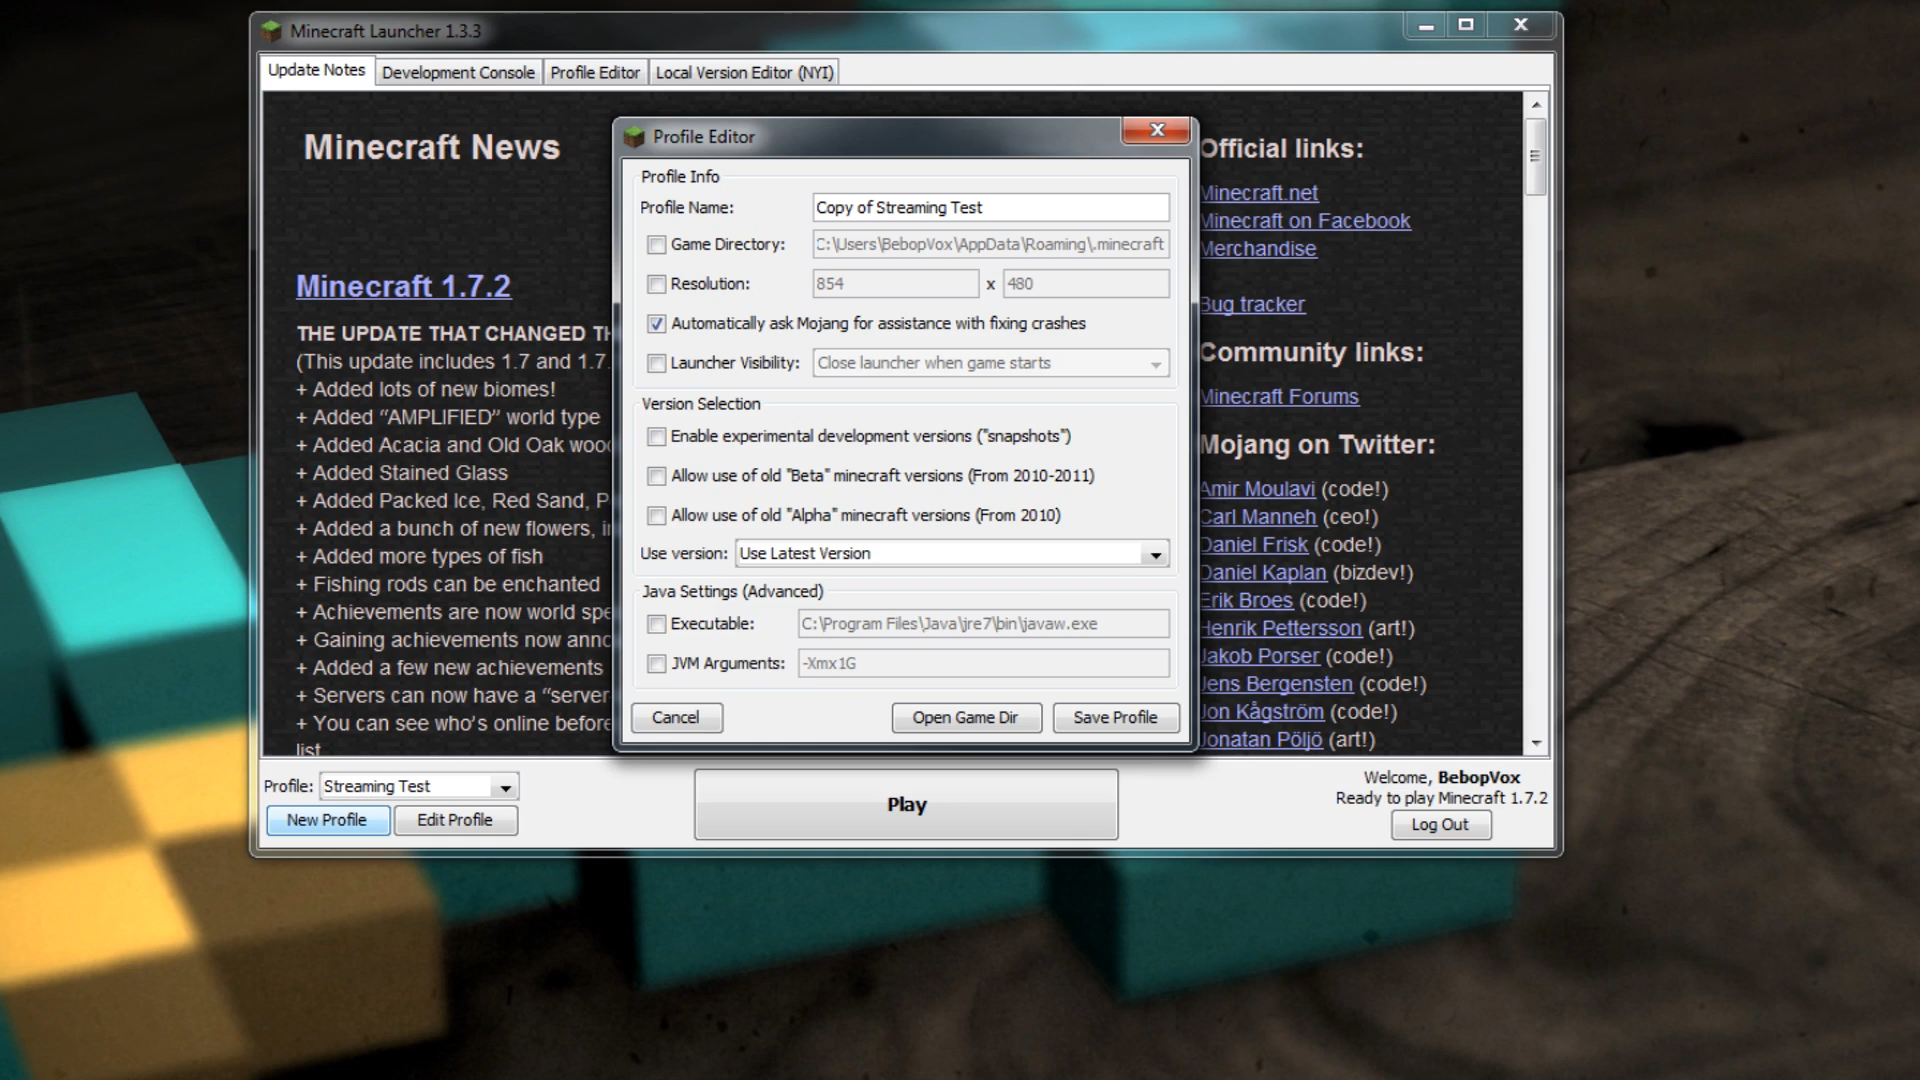 Minecraft Launcher 1.3.3
Update Notes
Development Console
Profile Editor
Local Version Editor (NYI)
Minecraft News
Minecraft 1.7.2
THE UPDATE THAT CHANGED TH
(This update includes 1.7 and 1.7.
+ Added lots of new biomes!
+ Added “AMPLIFIED” world type
+ Added Acacia and Old Oak wood
+ Added Stained Glass
+ Added Packed Ice, Red Sand, P
+ Added a bunch of new flowers, in
+ Added more types of fish
+ Fishing rods can be enchanted
+ Achievements are now world spe
+ Gaining achievements now anno
+ Added a few new achievements
+ Servers can now have a “server-
+ You can see who's online before
list
Profile Editor
Profile Info
Profile Name:
Copy of Streaming Test
Game Directory:
C:\Users\BebopVox\AppData\Roaming\.minecraft
Resolution:
854
x
480
Automatically ask Mojang for assistance with fixing crashes
Launcher Visibility:
Close launcher when game starts
Version Selection
Enable experimental development versions ("snapshots")
Allow use of old "Beta" minecraft versions (From 2010-2011)
Allow use of old "Alpha" minecraft versions (From 2010)
Use version:
Use Latest Version
Java Settings (Advanced)
Executable:
C:\Program Files\Java\jre7\bin\javaw.exe
JVM Arguments:
-Xmx1G
Cancel
Open Game Dir
Save Profile
Official links:
Minecraft.net
Minecraft on Facebook
Merchandise
Bug tracker
Community links:
Minecraft Forums
Mojang on Twitter:
Amir Moulavi (code!)
Carl Manneh (ceo!)
Daniel Frisk (code!)
Daniel Kaplan (bizdev!)
Erik Broes (code!)
Henrik Pettersson (art!)
Jakob Porser (code!)
Jens Bergensten (code!)
Jon Kågström (code!)
Jonatan Pöljö (art!)
Profile:
Streaming Test
New Profile
Edit Profile
Play
Welcome, BebopVox
Ready to play Minecraft 1.7.2
Log Out